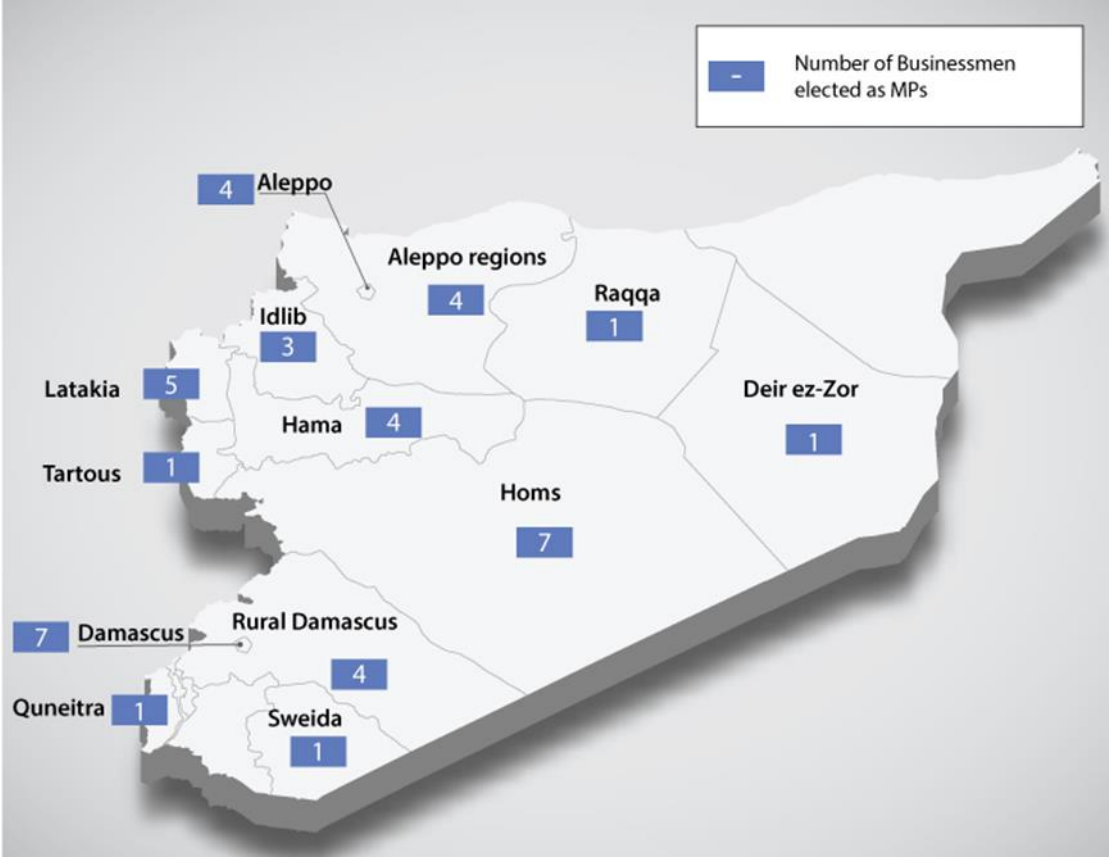 –
Number of Businessmen
elected as MPs
4
Aleppo
Aleppo regions
4
Raqqa
1
Idlib
3
Latakia
5
Deir ez-Zor
1
Hama
4
Tartous
1
Homs
7
Rural Damascus
4
7
Damascus
Quneitra
1
Sweida
1